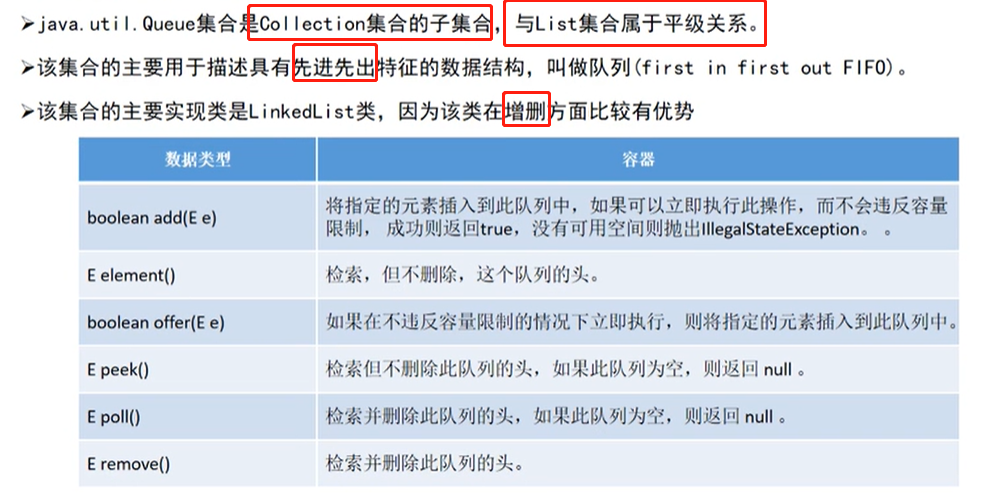 ➢java.util.Queue集合是Collection集合的子集合，与List集合属于平级关系。
➢该集合的主要用于描述具有先进先出特征的数据结构，叫做队列(first in first out FIFO)。
➢该集合的主要实现类是LinkedList类，因为该类在增删方面比较有优势
数据类型 容器
boolean add(E e) 将指定的元素插入到此队列中，如果可以立即执行此操作，而不会违反容量
限制， 成功则返回true，没有可用空间则抛出IllegalStateException。 。
E element() 检索，但不删除，这个队列的头。
boolean offer(E e) 如果在不违反容量限制的情况下立即执行，则将指定的元素插入到此队列中。
E peek() 检索但不删除此队列的头，如果此队列为空，则返回 null 。
E poll() 检索并删除此队列的头，如果此队列为空，则返回 null 。
E remove() 检索并删除此队列的头。